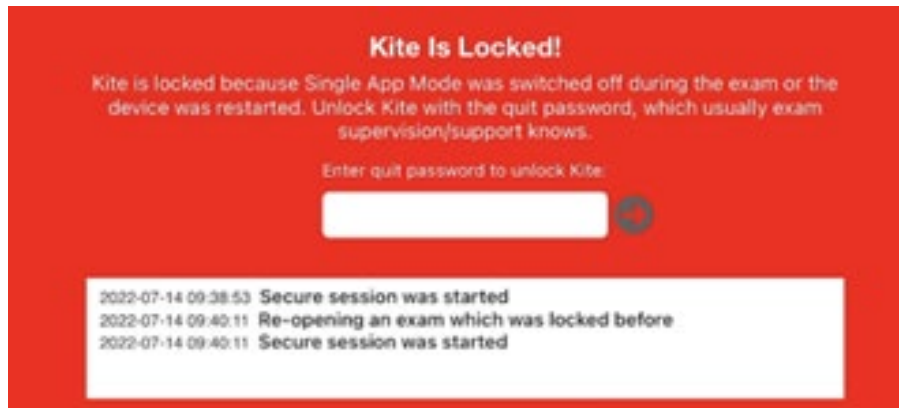 Kite Is Locked!
Kite is locked because Single App Mode was switched off during the exam or the
device was restarted. Unlock Kite with the quit password, which usually exam
supervision/support knows.
Enter quit password to unlock Kite:
2022-07-14 09:38:53 Secure session was started
2022-07-14 09:40:11 Re-opening an exam which was locked before
2022-07-14 09:40:11 Secure session was started